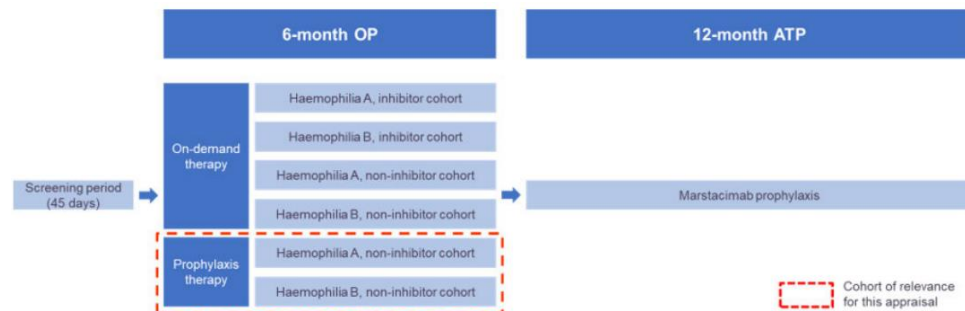 6-month OP
12-month ATP
Screening period
(45 days)
On-demand
therapy
Haemophilia A, inhibitor cohort
Haemophilia B, inhibitor cohort
Haemophilia A, non-inhibitor cohort
Haemophilia B, non-inhibitor cohort
Prophylaxis
therapy
Haemophilia A, non-inhibitor cohort
Haemophilia B, non-inhibitor cohort
Marstacimab prophylaxis
Cohort of relevance
for this appraisal